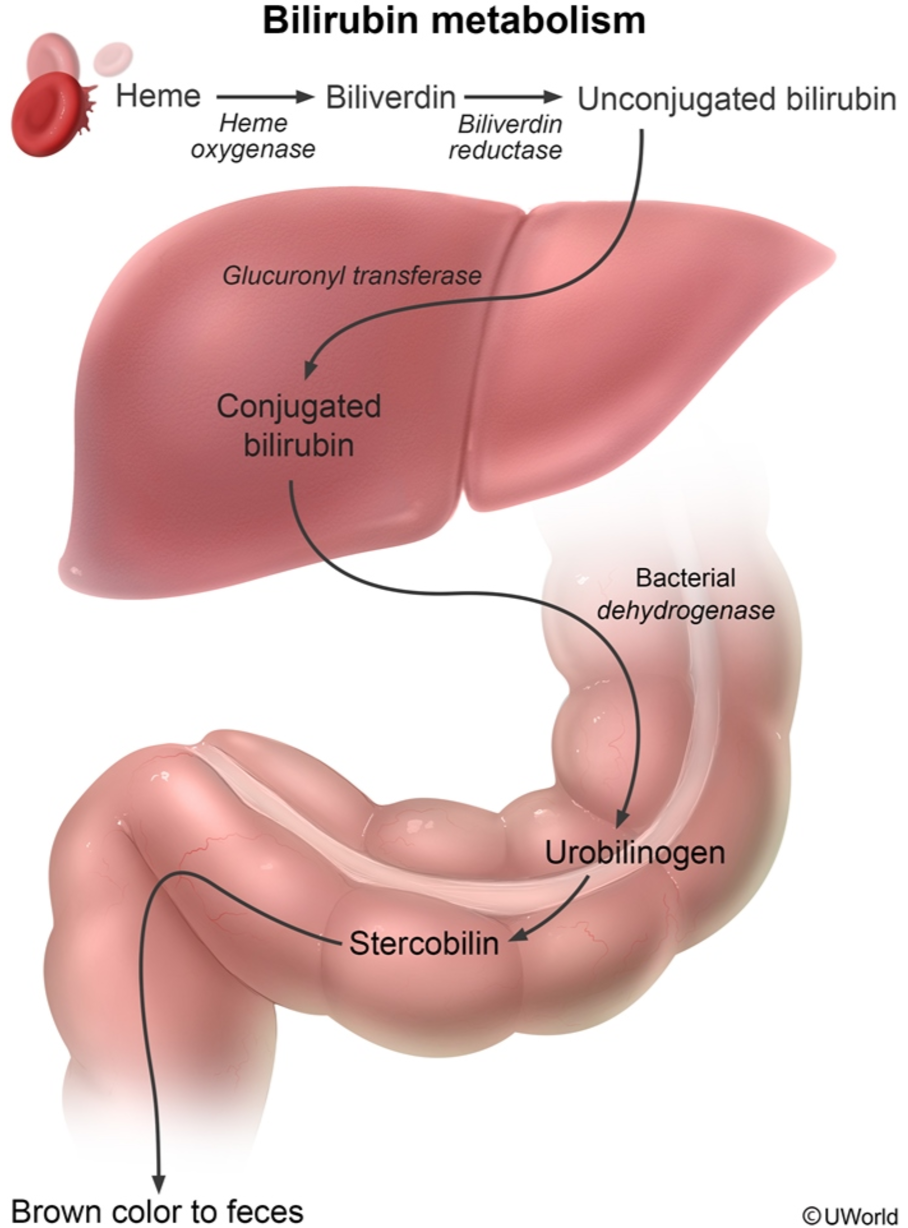 Bilirubin metabolism
Heme
Biliverdin
Unconjugated bilirubin
Heme
oxygenase
Biliverdin
reductase
Glucuronyl transferase
Conjugated
bilirubin
Bacterial
dehydrogenase
Urobilinogen
Stercobilin
Brown color to feces
©UWorld